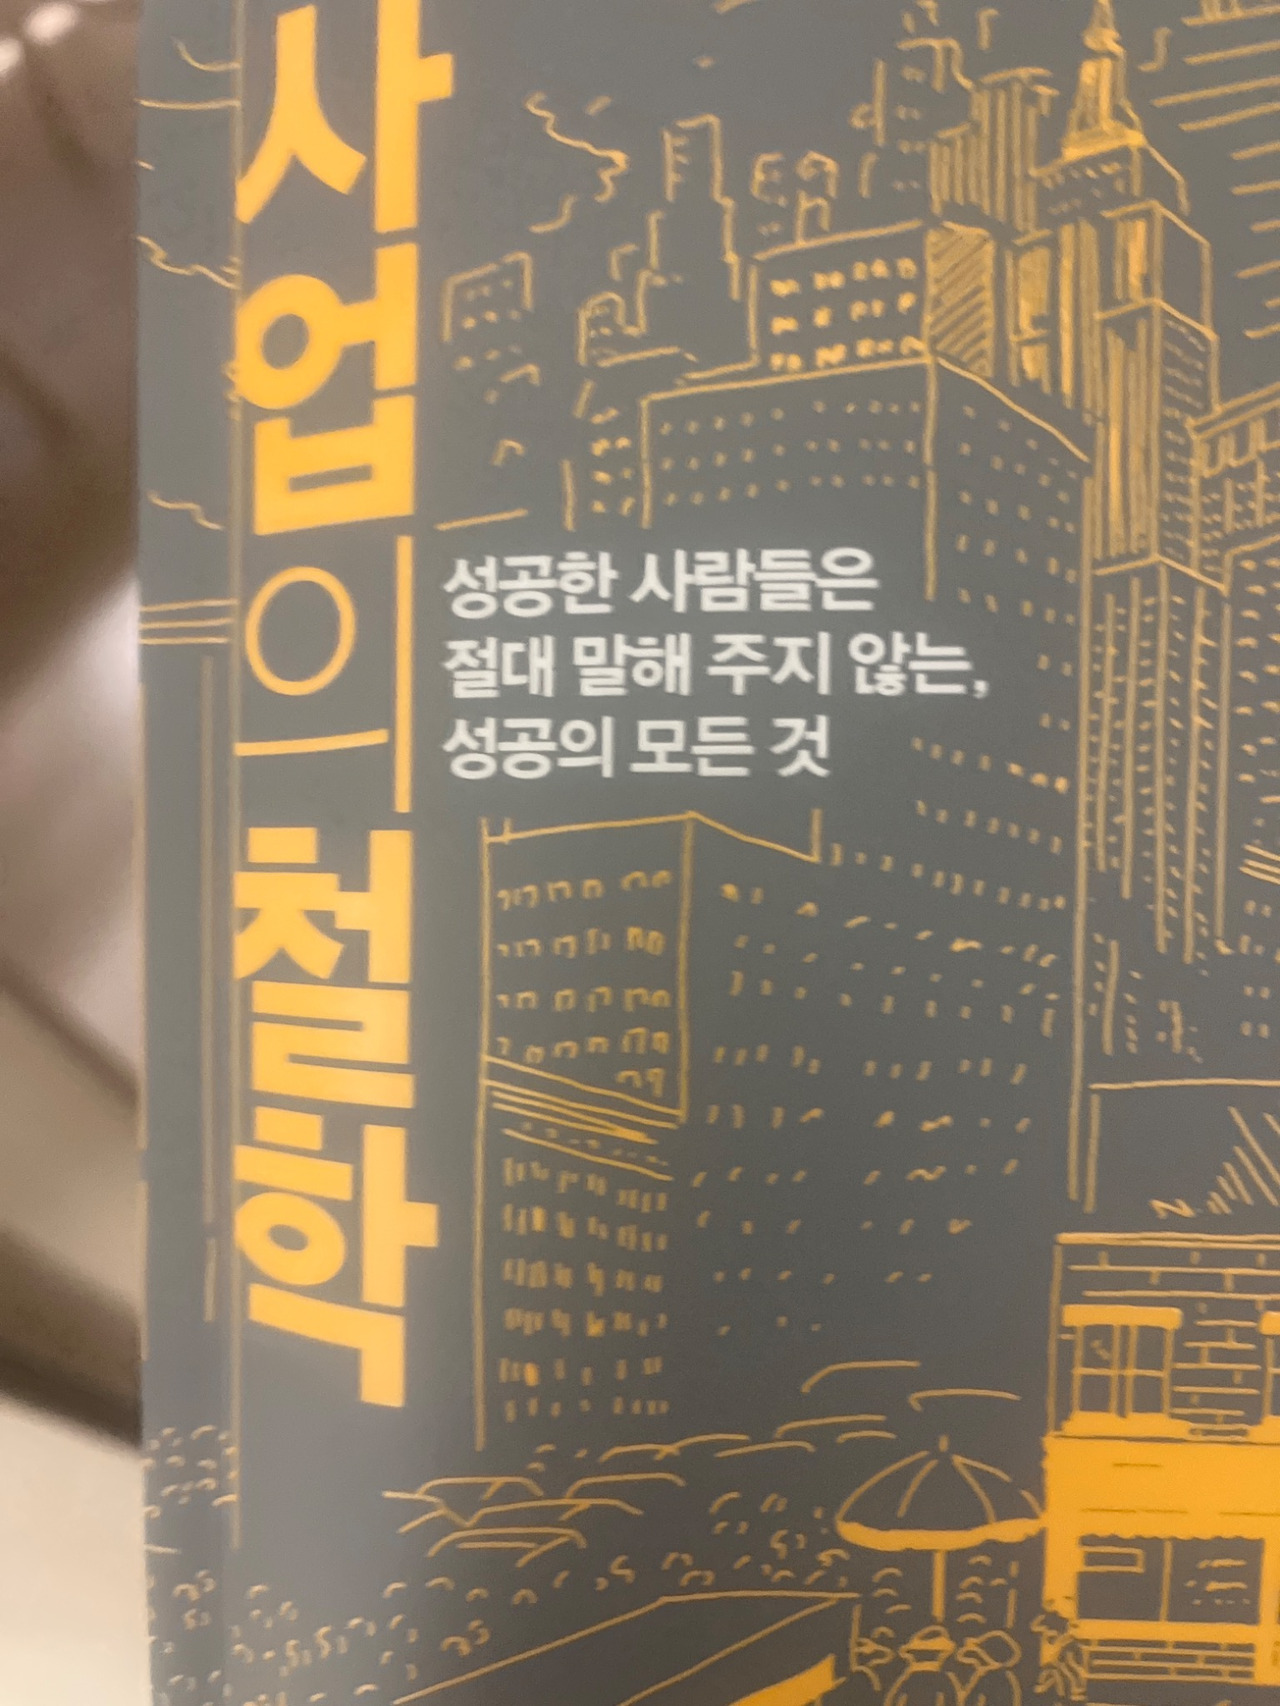 사업의 철학
성공한 사람들은
절대 말해 주지 않는,
성공의 모든 것